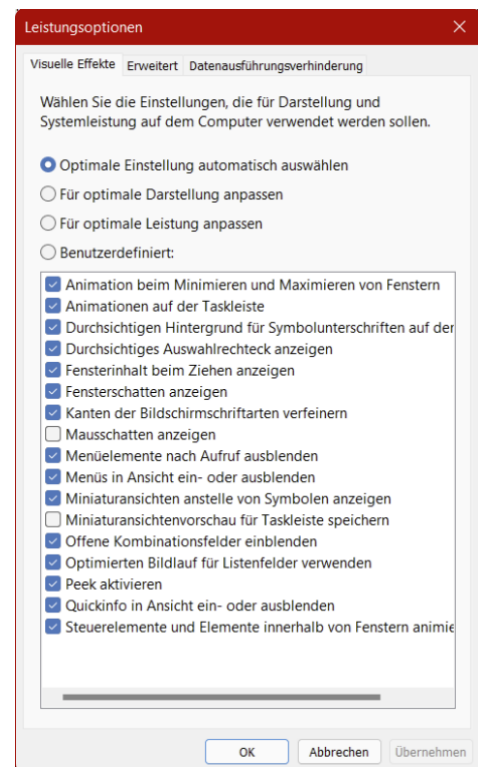 Leistungsoptionen
Visuelle Effekte Erweitert Datenausführungsverhinderung
Wählen Sie die Einstellungen, die für Darstellung und
Systemleistung auf dem Computer verwendet werden sollen.
Optimale Einstellung automatisch auswählen
Für optimale Darstellung anpassen
Für optimale Leistung anpassen
Benutzerdefiniert:
Animation beim Minimieren und Maximieren von Fenstern
Animationen auf der Taskleiste
Durchsichtigen Hintergrund für Symbolunterschriften auf der
Durchsichtiges Auswahlrechteck anzeigen
Fensterinhalt beim Ziehen anzeigen
Fensterschatten anzeigen
Kanten der Bildschirmschriftarten verfeinern
Mausschatten anzeigen
Menüelemente nach Aufruf ausblenden
Menüs in Ansicht ein- oder ausblenden
Miniaturansichten anstelle von Symbolen anzeigen
Miniaturansichtenvorschau für Taskleiste speichern
Offene Kombinationsfelder einblenden
Optimierten Bildlauf für Listenfelder verwenden
Peek aktivieren
Quickinfo in Ansicht ein- oder ausblenden
Steuerelemente und Elemente innerhalb von Fenstern animie
OK Abbrechen Übernehmen